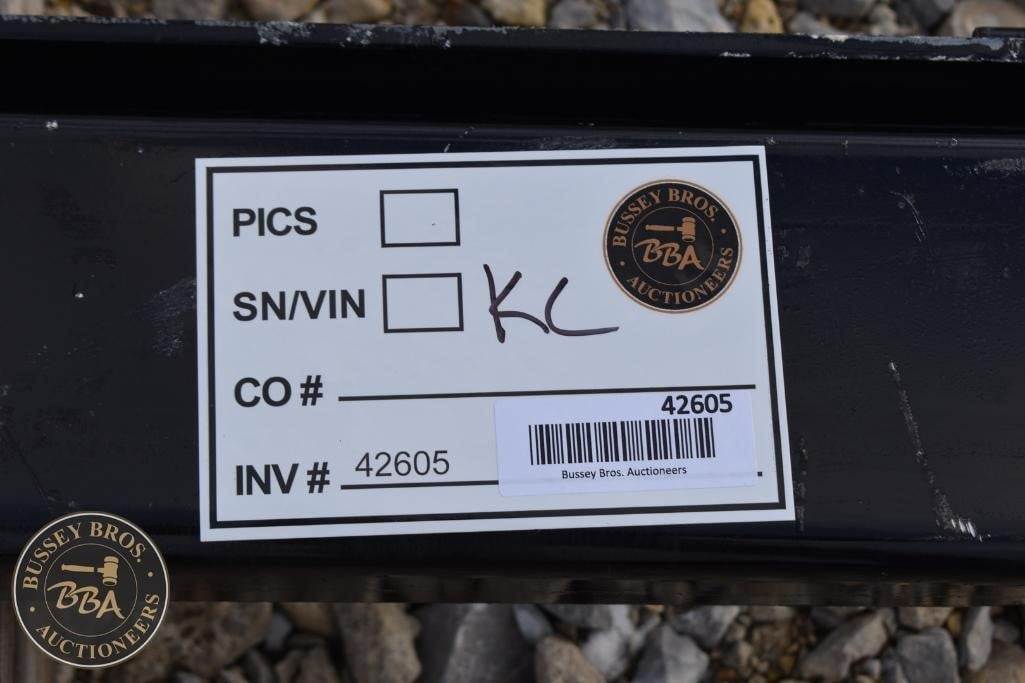 PICS
BUSSEY BROS.
BBA
AUCTIONEERS
SN/VIN KC
CO #
42605
INV # 42605
Bussey Bros. Auctioneers
BUSSEY BROS.
BBA
AUCTIONEERS